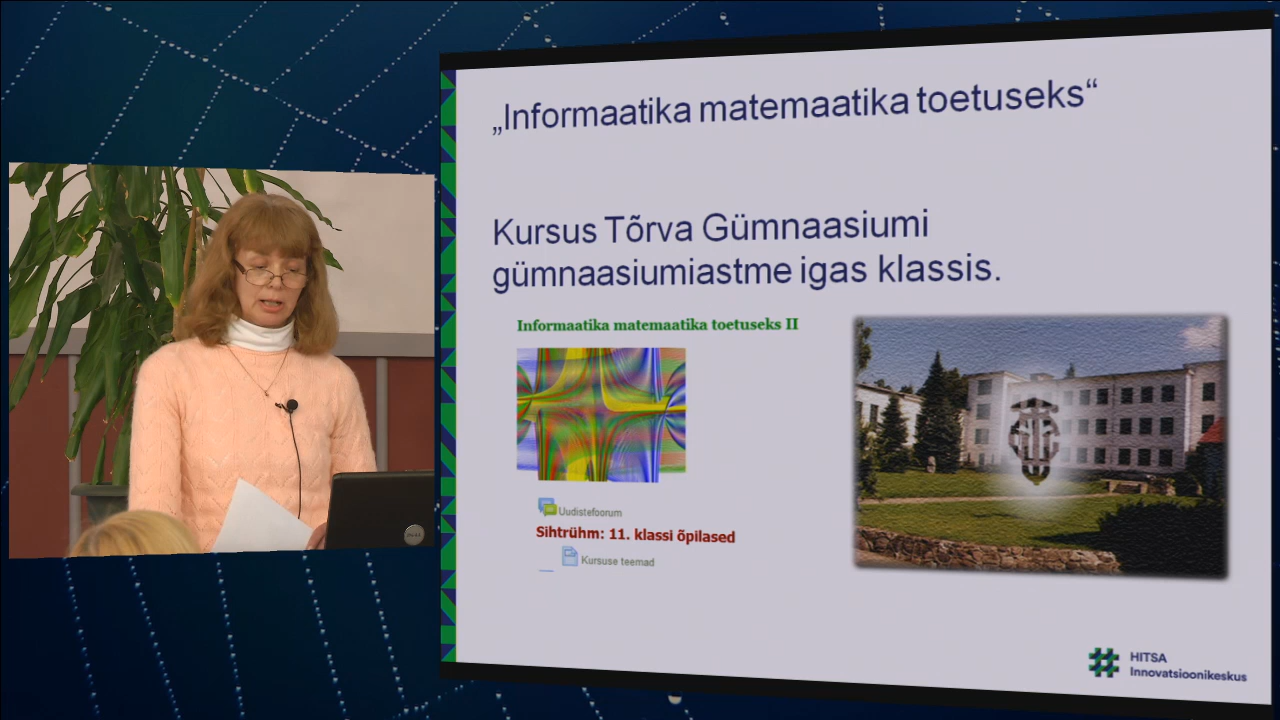 „Informaatika matemaatika toetuseks“
Kursus Tõrva Gümnaasiumi
gümnaasiumiastme igas klassis.
Informaatika matemaatika toetuseks II
Uudistefoorum
Sihtrühm: 11. klassi õpilased
Kursuse teemad
HITSA
Innovatsioonikeskus